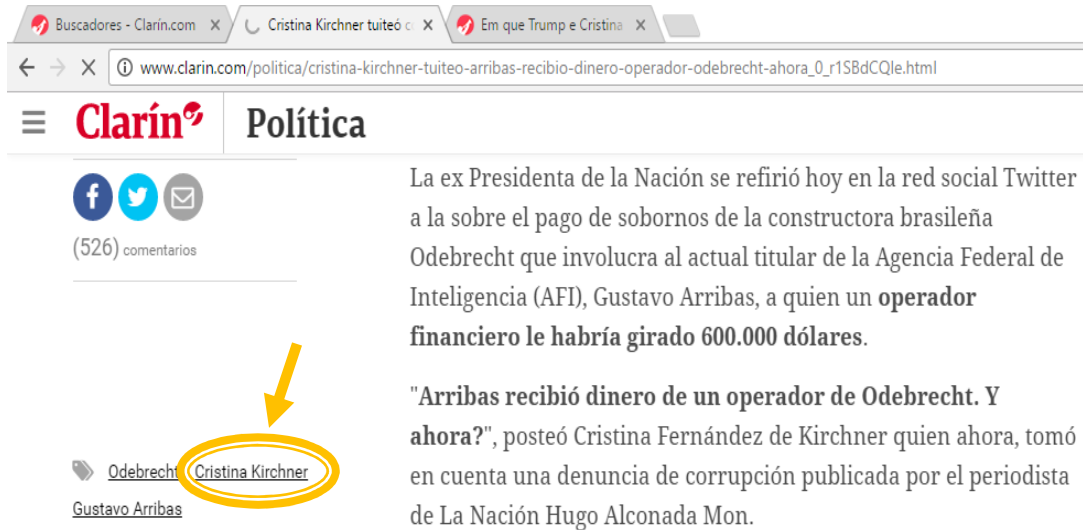 Buscadores - Clarín.com
Cristina Kirchner tuiteó c
Em que Trump e Cristina
www.clarin.com/politica/cristina-kirchner-tuiteo-arribas-recibio-dinero-operador-odebrecht-ahora_0_r1SBdCQle.html
Clarín
Política
(526) comentarios
Odebrecht Cristina Kirchner
Gustavo Arribas
La ex Presidenta de la Nación se refirió hoy en la red social Twitter
a la sobre el pago de sobornos de la constructora brasileña
Odebrecht que involucra al actual titular de la Agencia Federal de
Inteligencia (AFI), Gustavo Arribas, a quien un operador
financiero le habría girado 600.000 dólares.
"Arribas recibió dinero de un operador de Odebrecht. Y
ahora?", posteó Cristina Fernández de Kirchner quien ahora, tomó
en cuenta una denuncia de corrupción publicada por el periodista
de La Nación Hugo Alconada Mon.